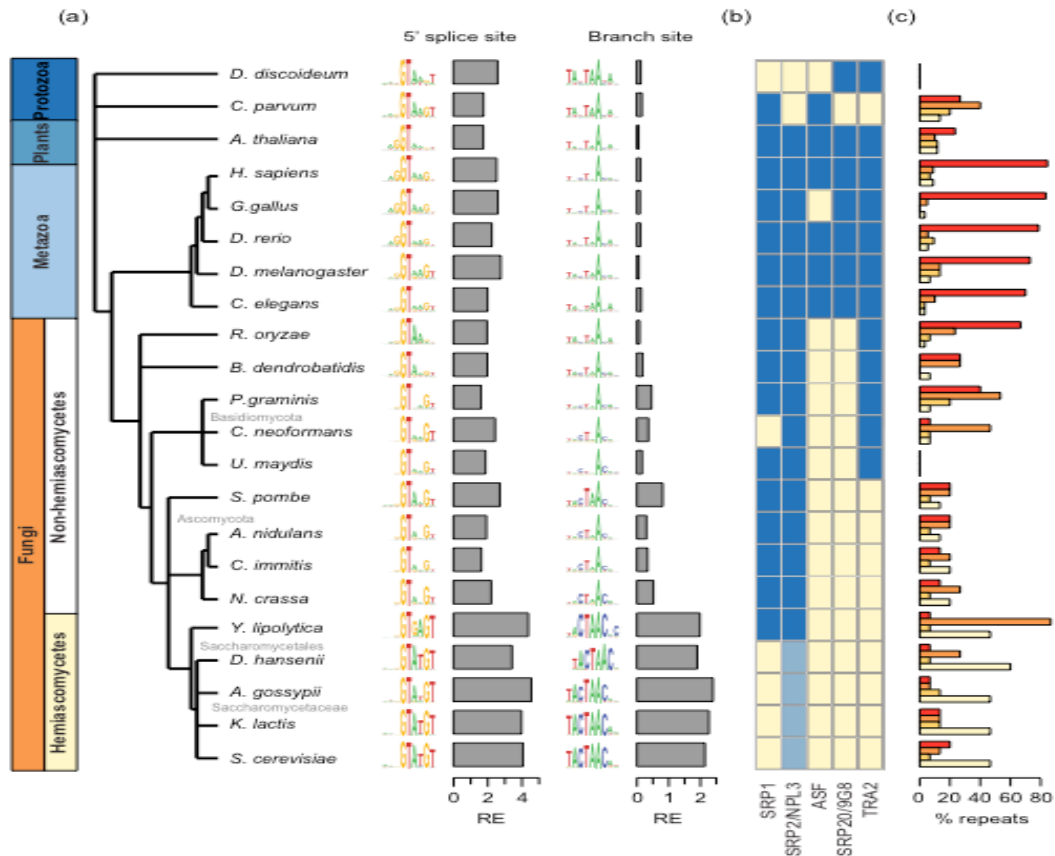 (a)
(b)
(c)
5' splice site
Branch site
Protozoa
Plants
Metazoa
Fungi
Non-hemiascomycetes
Hemiascomycetes
D. discoideum
C. parvum
A. thaliana
H. sapiens
G.gallus
D. rerio
D. melanogaster
C. elegans
R. oryzae
B. dendrobatidis
P.graminis
Basidiomycota
C. neoformans
U. maydis
S. pombe
Ascomycota
A. nidulans
C. immitis
N. crassa
Y. lipolytica
Saccharomycetales
D. hansenii
A. gossypii
Saccharomycetaceae
K. lactis
S. cerevisiae
0 2 4
RE
0 1 2
RE
SRP1
SRP2/NPL3
ASF
SRP20/9G8
TRA2
0 20 40 60 80
% repeats